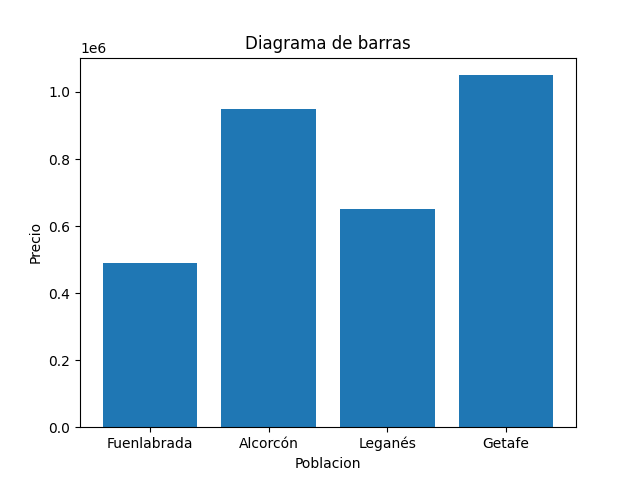 Diagrama de barras
1e6
1.0
0.8
0.6
0.4
0.2
0.0
Precio
Fuenlabrada Alcorcón Leganés Getafe
Poblacion